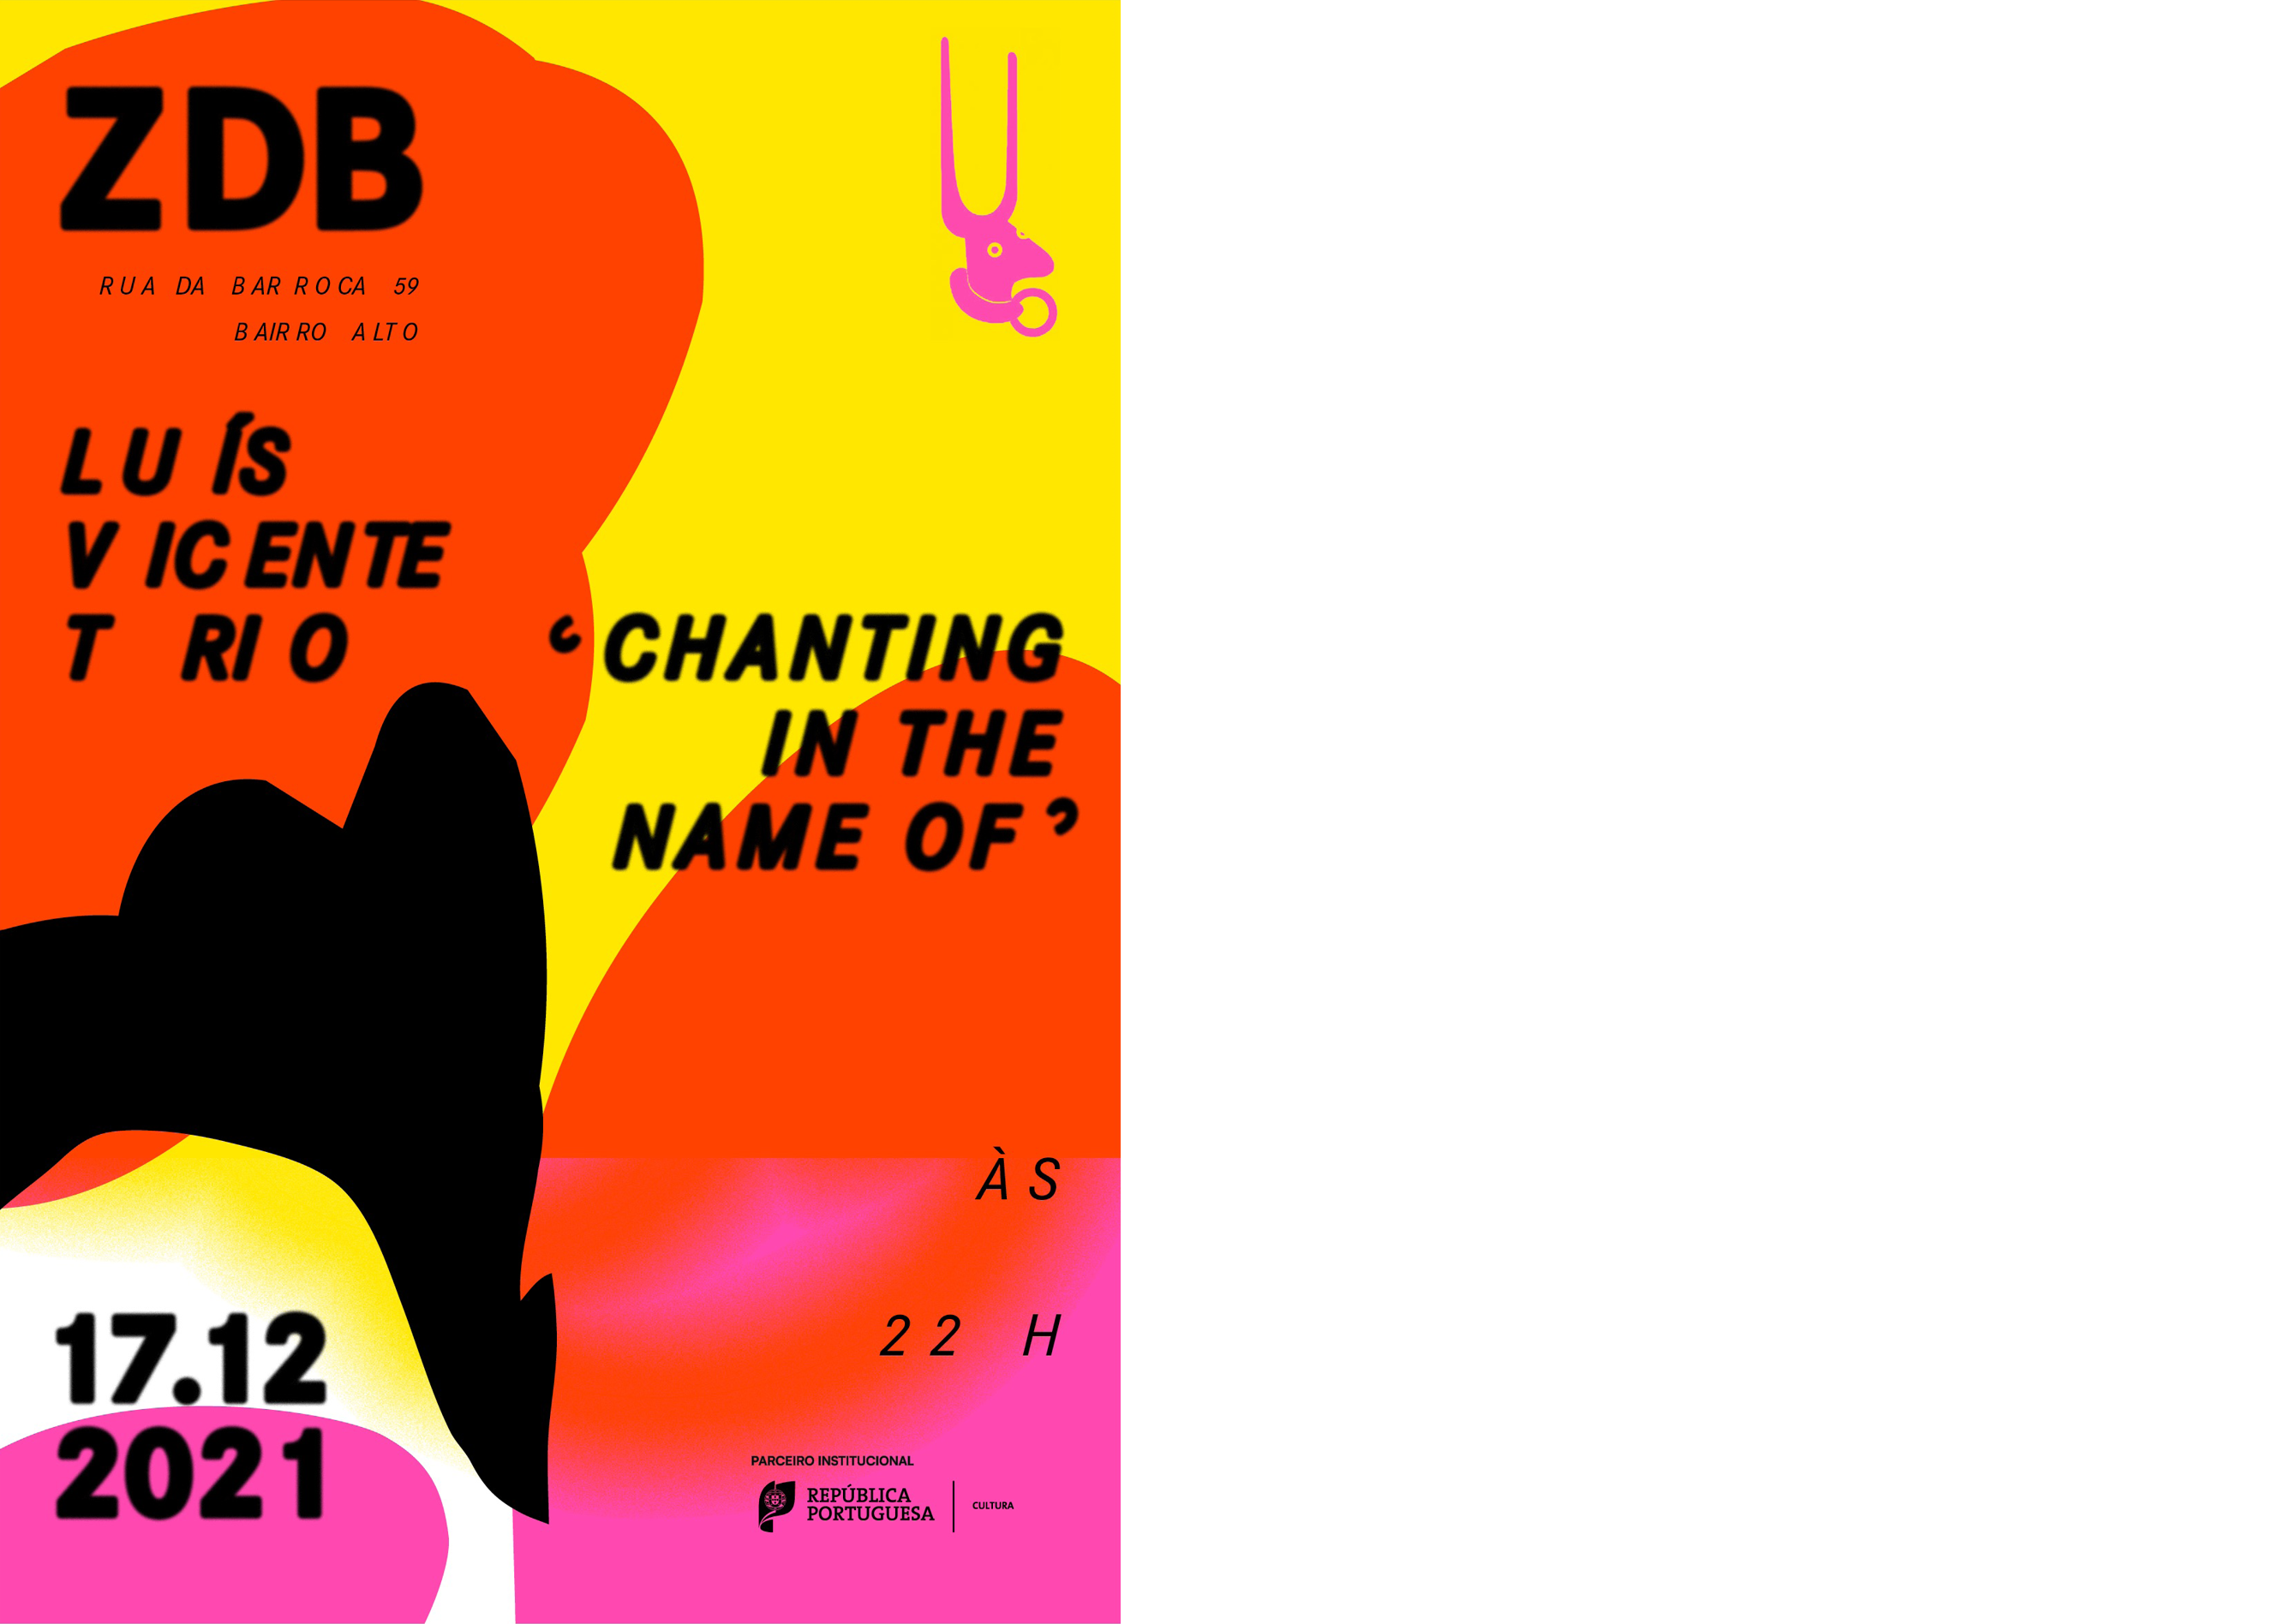 ZDB
RUA DA BARROCA 59
BAIRRO ALTO
LUÍS
VICENTE
TRIO
‘CHANTING
IN THE
NAME OF’
ÀS
22 H
17.12
2021
PARCEIRO INSTITUCIONAL
REPÚBLICA
PORTUGUESA
CULTURA